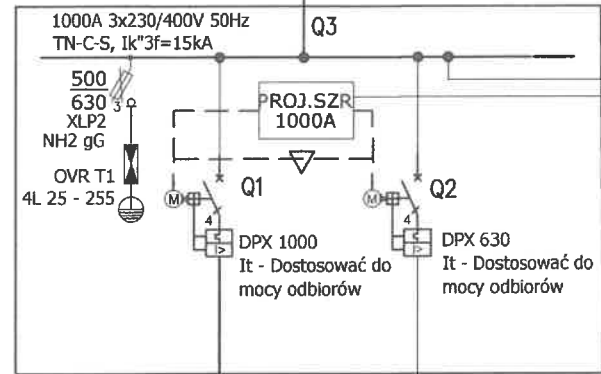 1000A 3x230/400V 50Hz
TN-C-S, Ik"3f=15kA
Q3
500
630
3
XLP2
NH2 gG
OVR T1
4L 25 - 255
PROJ.SZR
1000A
M
Q1
4
DPX 1000
It - Dostosować do
mocy odbiorów
M
Q2
4
DPX 630
It - Dostosować do
mocy odbiorów